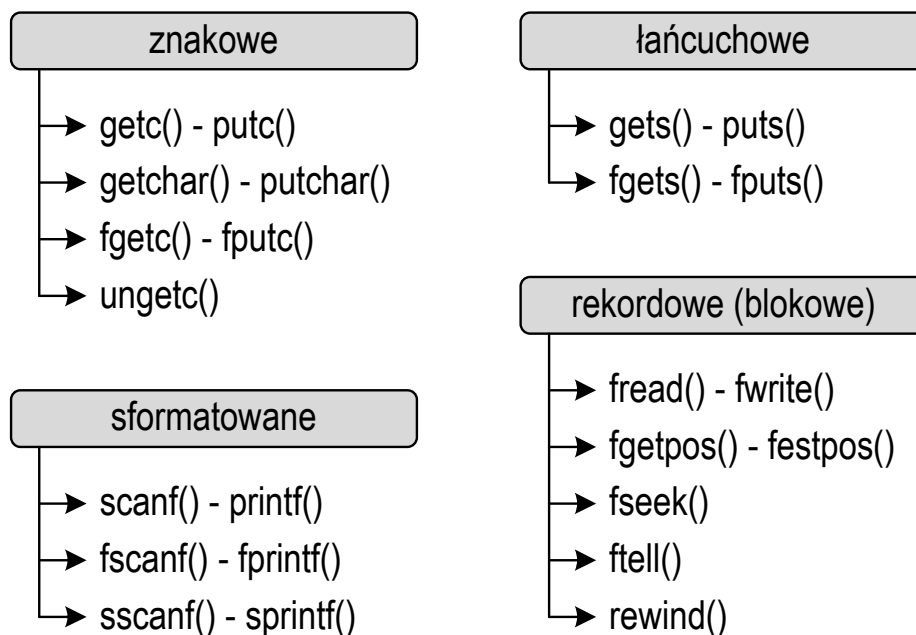 znakowe
getc() - putc()
getchar() - putchar()
fgetc() - fputc()
ungetc()
sformatowane
scanf() - printf()
fscanf() - fprintf()
sscanf() - sprintf()
łańcuchowe
gets() - puts()
fgets() - fputs()
rekordowe (blokowe)
fread() - fwrite()
fgetpos() - festpos()
fseek()
ftell()
rewind()